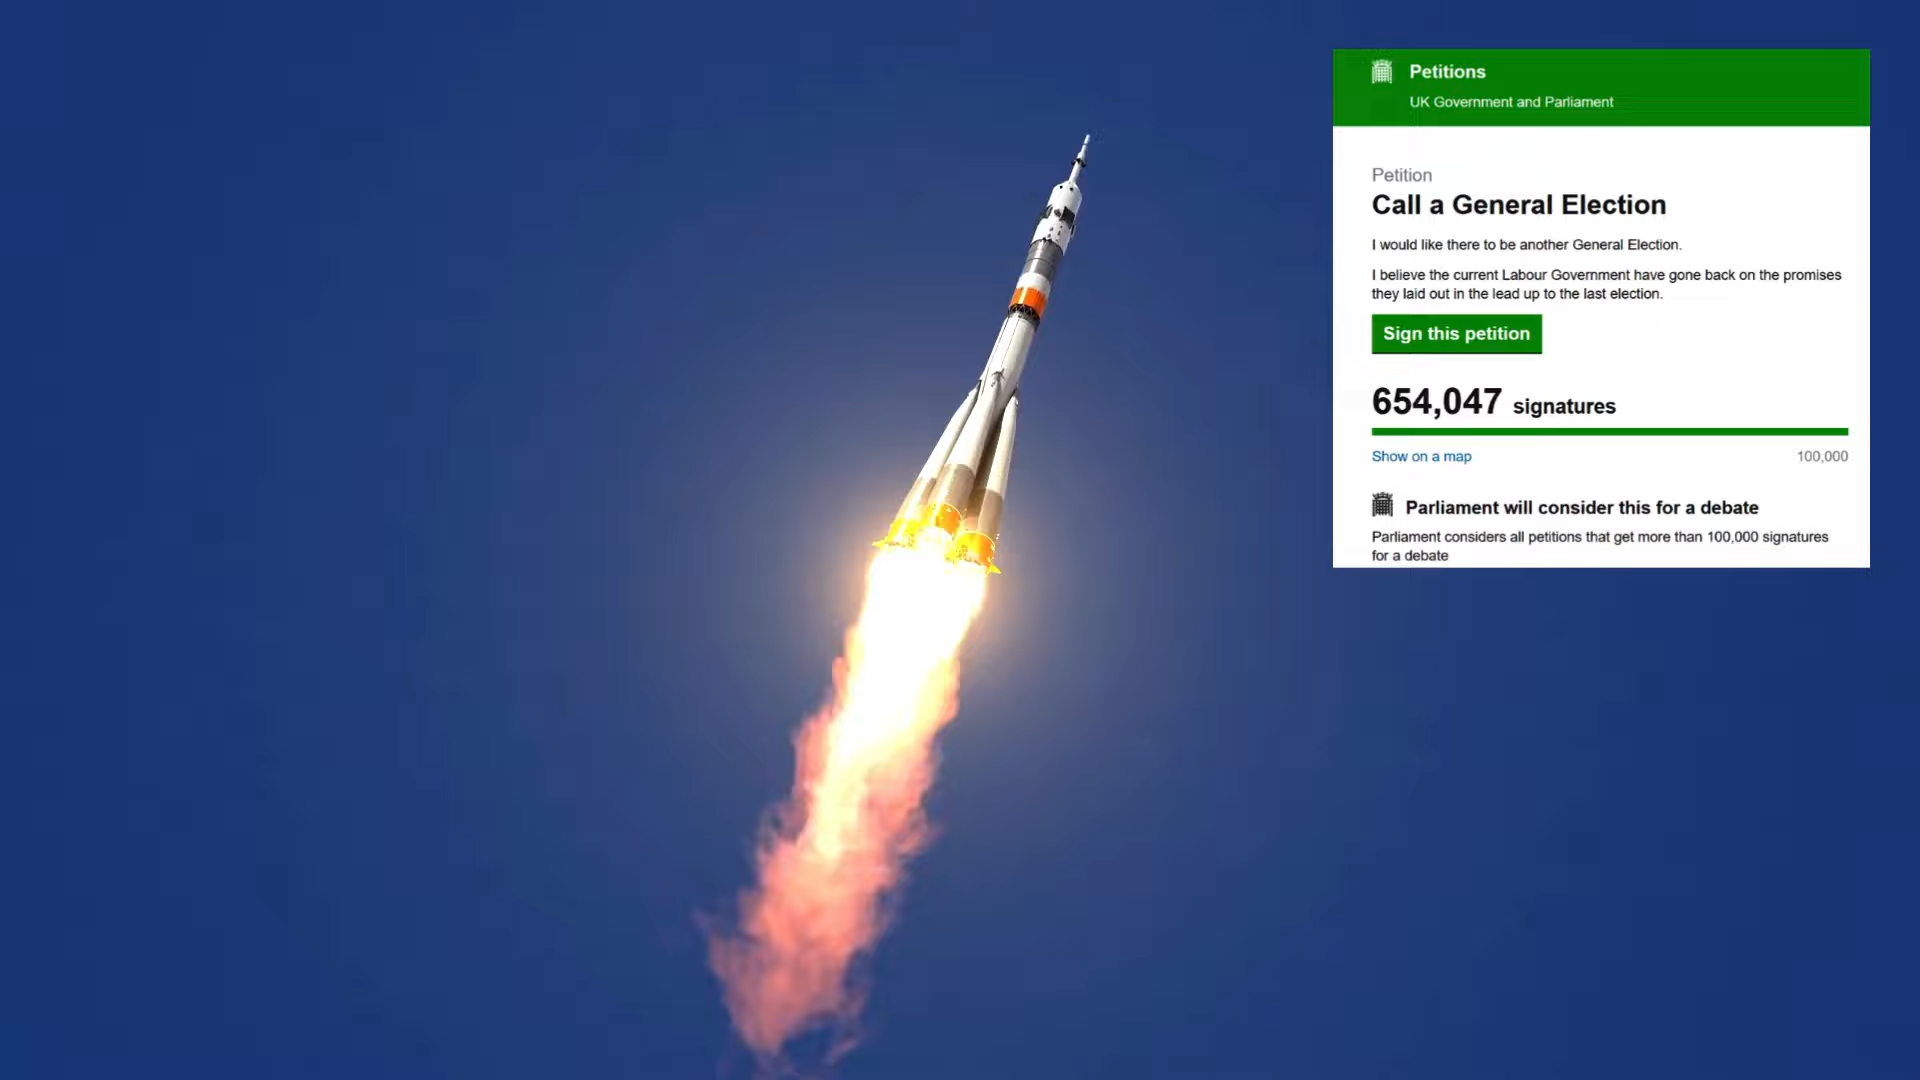 Petitions
UK Government and Parliament
Petition
Call a General Election
I would like there to be another General Election.
I believe the current Labour Government have gone back on the promises
they laid out in the lead up to the last election.
Sign this petition
654,047 signatures
Show on a map
100,000
Parliament will consider this for a debate
Parliament considers all petitions that get more than 100,000 signatures
for a debate